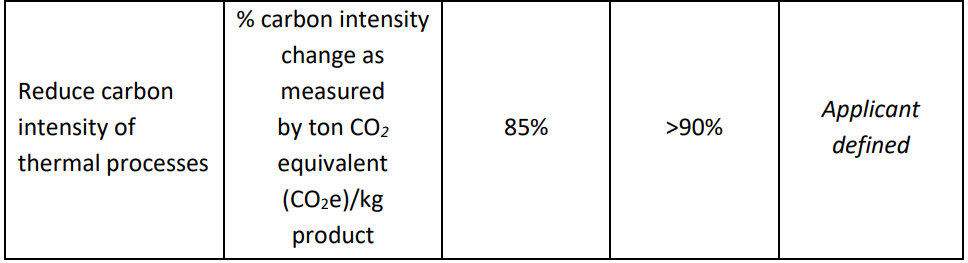 Reduce carbon
intensity of
thermal processes
% carbon intensity
change as
measured
by ton CO₂
equivalent
(CO₂e)/kg
product
85%
>90%
Applicant
defined